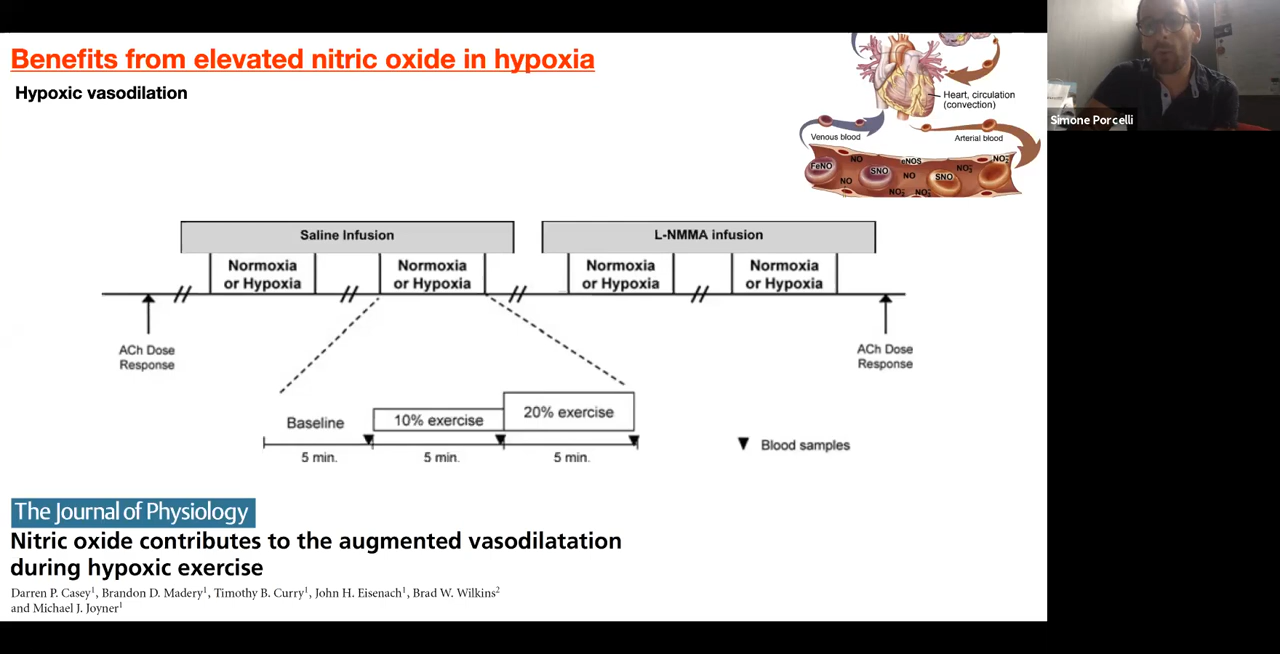 Benefits from elevated nitric oxide in hypoxia
Hypoxic vasodilation
Heart, circulation
(convection)
Venous blood
Arterial blood
FeNO
NO
eNOS
NO₂⁻
SNO
NO
NO
SNO
NO₂⁻
NO₂⁻
NO₃⁻
Simone Porcelli
Saline Infusion
L-NMMA infusion
Normoxia
or Hypoxia
Normoxia
or Hypoxia
Normoxia
or Hypoxia
Normoxia
or Hypoxia
ACh Dose
Response
ACh Dose
Response
Baseline
10% exercise
20% exercise
5 min.
5 min.
5 min.
Blood samples
The Journal of Physiology
Nitric oxide contributes to the augmented vasodilatation
during hypoxic exercise
Darren P. Casey¹, Brandon D. Madery¹, Timothy B. Curry¹, John H. Eisenach¹, Brad W. Wilkins²
and Michael J. Joyner¹